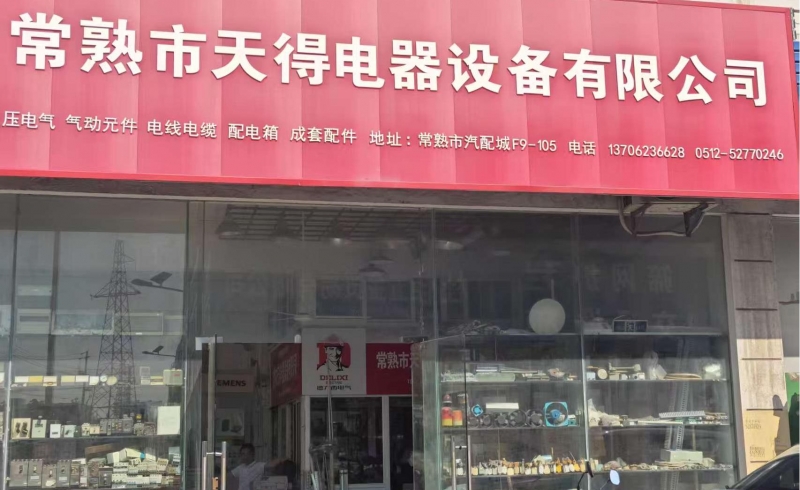 常熟市天得电器设备有限公司
压电气 气动元件 电线电缆 配电箱 成套配件 地址：常熟市汽配城F9-105 电话 13706236628 0512-52770246
常熟市天
DELIXI
SIEMENS